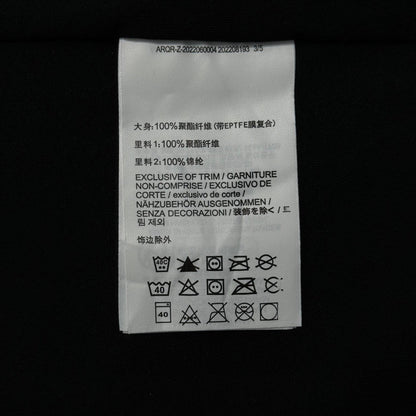 ARQR-Z-2022060004 202208193 3/5
大身:100%聚酯纤维(带EPTFE膜复合)
里料1:100%聚酯纤维
里料2:100%锦纶
EXCLUSIVE OF TRIM / GARNITURE
NON-COMPRISE / EXCLUSIVO DE
CORTE / exclusivo de corte /
NÄHZUBEHÖR AUSGENOMMEN /
SENZA DECORAZIONI / 装飾を除く / 트
림 제외
饰边除外
40C
40
40